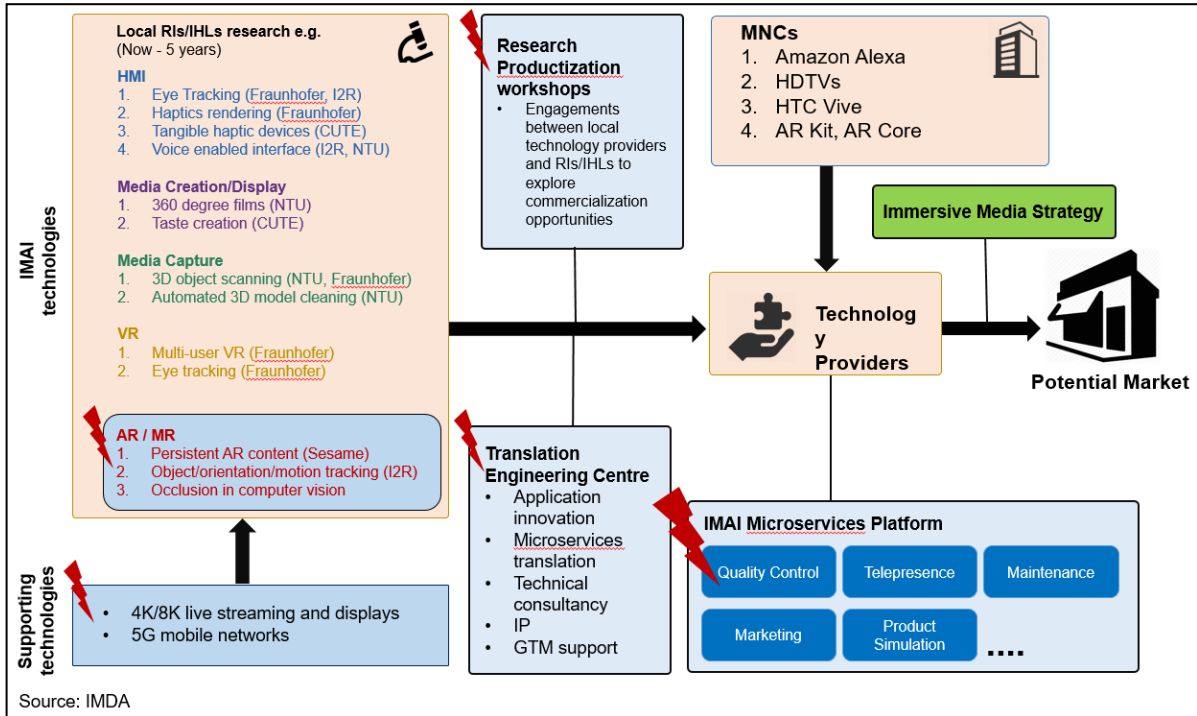 IMAI
technologies
Local RIs/IHLs research e.g.
(Now - 5 years)
HMI
1. Eye Tracking (Fraunhofer, I2R)
2. Haptics rendering (Fraunhofer)
3. Tangible haptic devices (CUTE)
4. Voice enabled interface (I2R, NTU)
Media Creation/Display
1. 360 degree films (NTU)
2. Taste creation (CUTE)
Media Capture
1. 3D object scanning (NTU, Fraunhofer)
2. Automated 3D model cleaning (NTU)
VR
1. Multi-user VR (Fraunhofer)
2. Eye tracking (Fraunhofer)
AR / MR
1. Persistent AR content (Sesame)
2. Object/orientation/motion tracking (I2R)
3. Occlusion in computer vision
Supporting
technologies
• 4K/8K live streaming and displays
• 5G mobile networks
Research
Productization
workshops
• Engagements
between local
technology providers
and RIs/IHLs to
explore
commercialization
opportunities
Translation
Engineering Centre
• Application
innovation
• Microservices
translation
• Technical
consultancy
• IP
• GTM support
MNCs
1. Amazon Alexa
2. HDTVs
3. HTC Vive
4. AR Kit, AR Core
Immersive Media Strategy
Technolog
y
Providers
Potential Market
IMAI Microservices Platform
Quality Control
Telepresence
Maintenance
Marketing
Product
Simulation
....
Source: IMDA